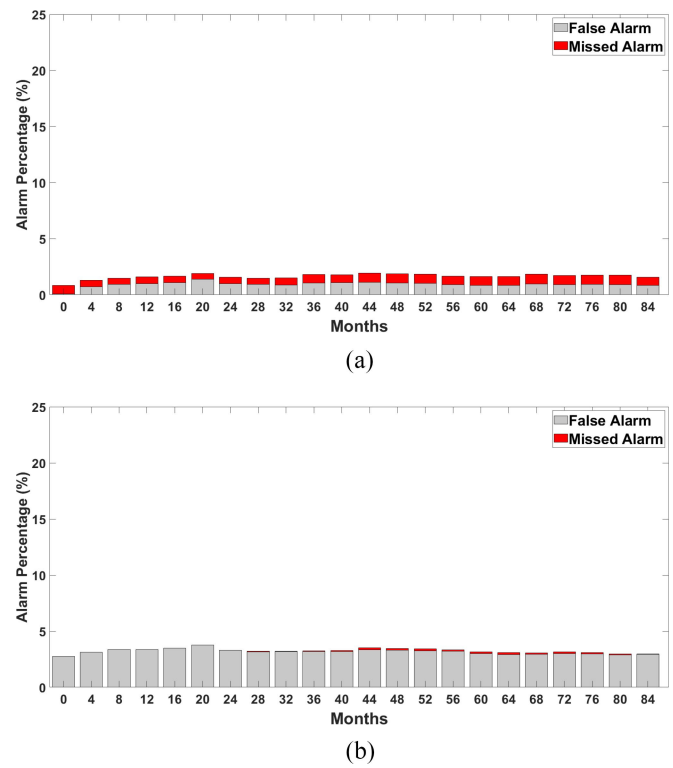 25
20
15
10
5
0
Alarm Percentage (%)
False Alarm
Missed Alarm
0 4 8 12 16 20 24 28 32 36 40 44 48 52 56 60 64 68 72 76 80 84
Months
(a)
25
20
15
10
5
0
Alarm Percentage (%)
False Alarm
Missed Alarm
0 4 8 12 16 20 24 28 32 36 40 44 48 52 56 60 64 68 72 76 80 84
Months
(b)